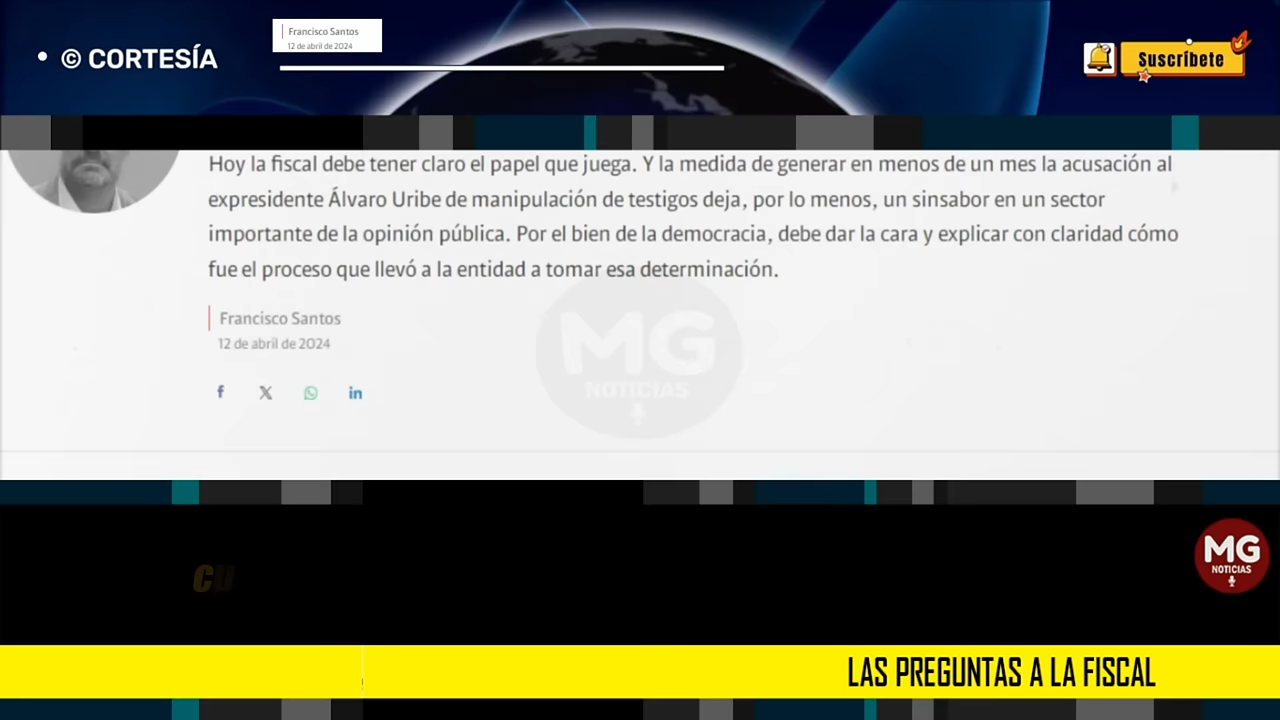 • © CORTESÍA
Francisco Santos
12 de abril de 2024
Suscríbete
Hoy la fiscal debe tener claro el papel que juega. Y la medida de generar en menos de un mes la acusación al
expresidente Álvaro Uribe de manipulación de testigos deja, por lo menos, un sinsabor en un sector
importante de la opinión pública. Por el bien de la democracia, debe dar la cara y explicar con claridad cómo
fue el proceso que llevó a la entidad a tomar esa determinación.
Francisco Santos
12 de abril de 2024
MG
NOTICIAS
cu
MG
NOTICIAS
LAS PREGUNTAS A LA FISCAL